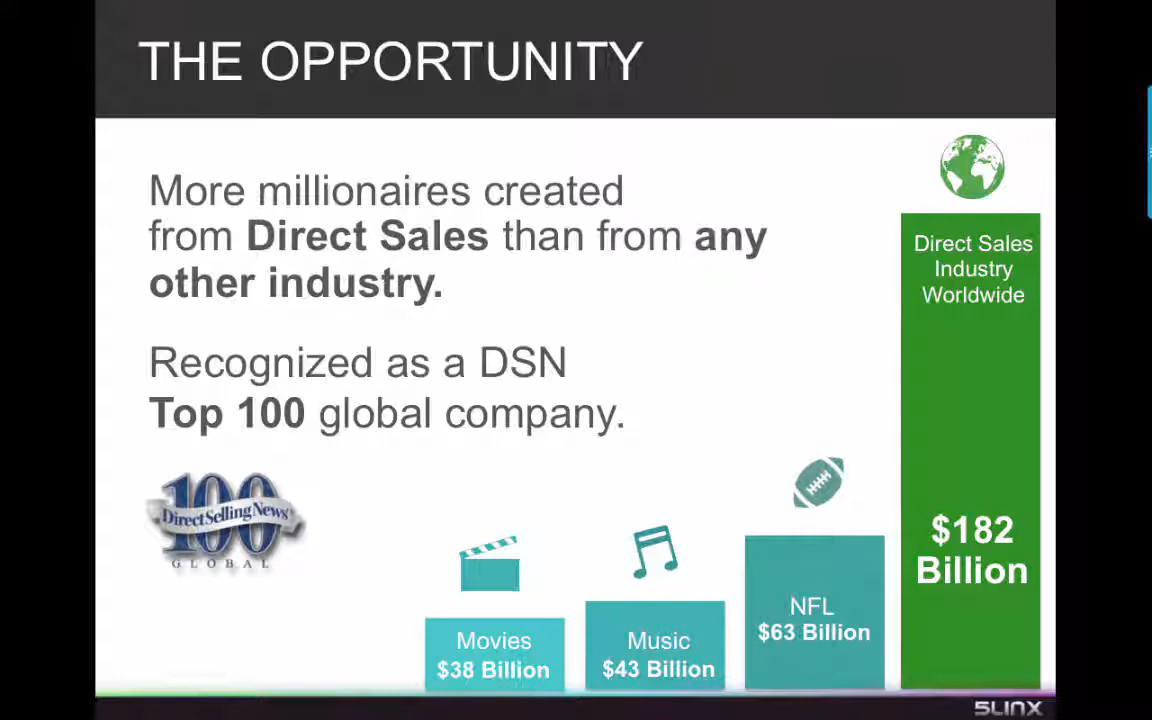 THE OPPORTUNITY
More millionaires created
from Direct Sales than from any
other industry.
Recognized as a DSN
Top 100 global company.
100
DirectSellingNews
GLOBAL
Movies
$38 Billion
Music
$43 Billion
NFL
$63 Billion
Direct Sales
Industry
Worldwide
$182
Billion
5LINX